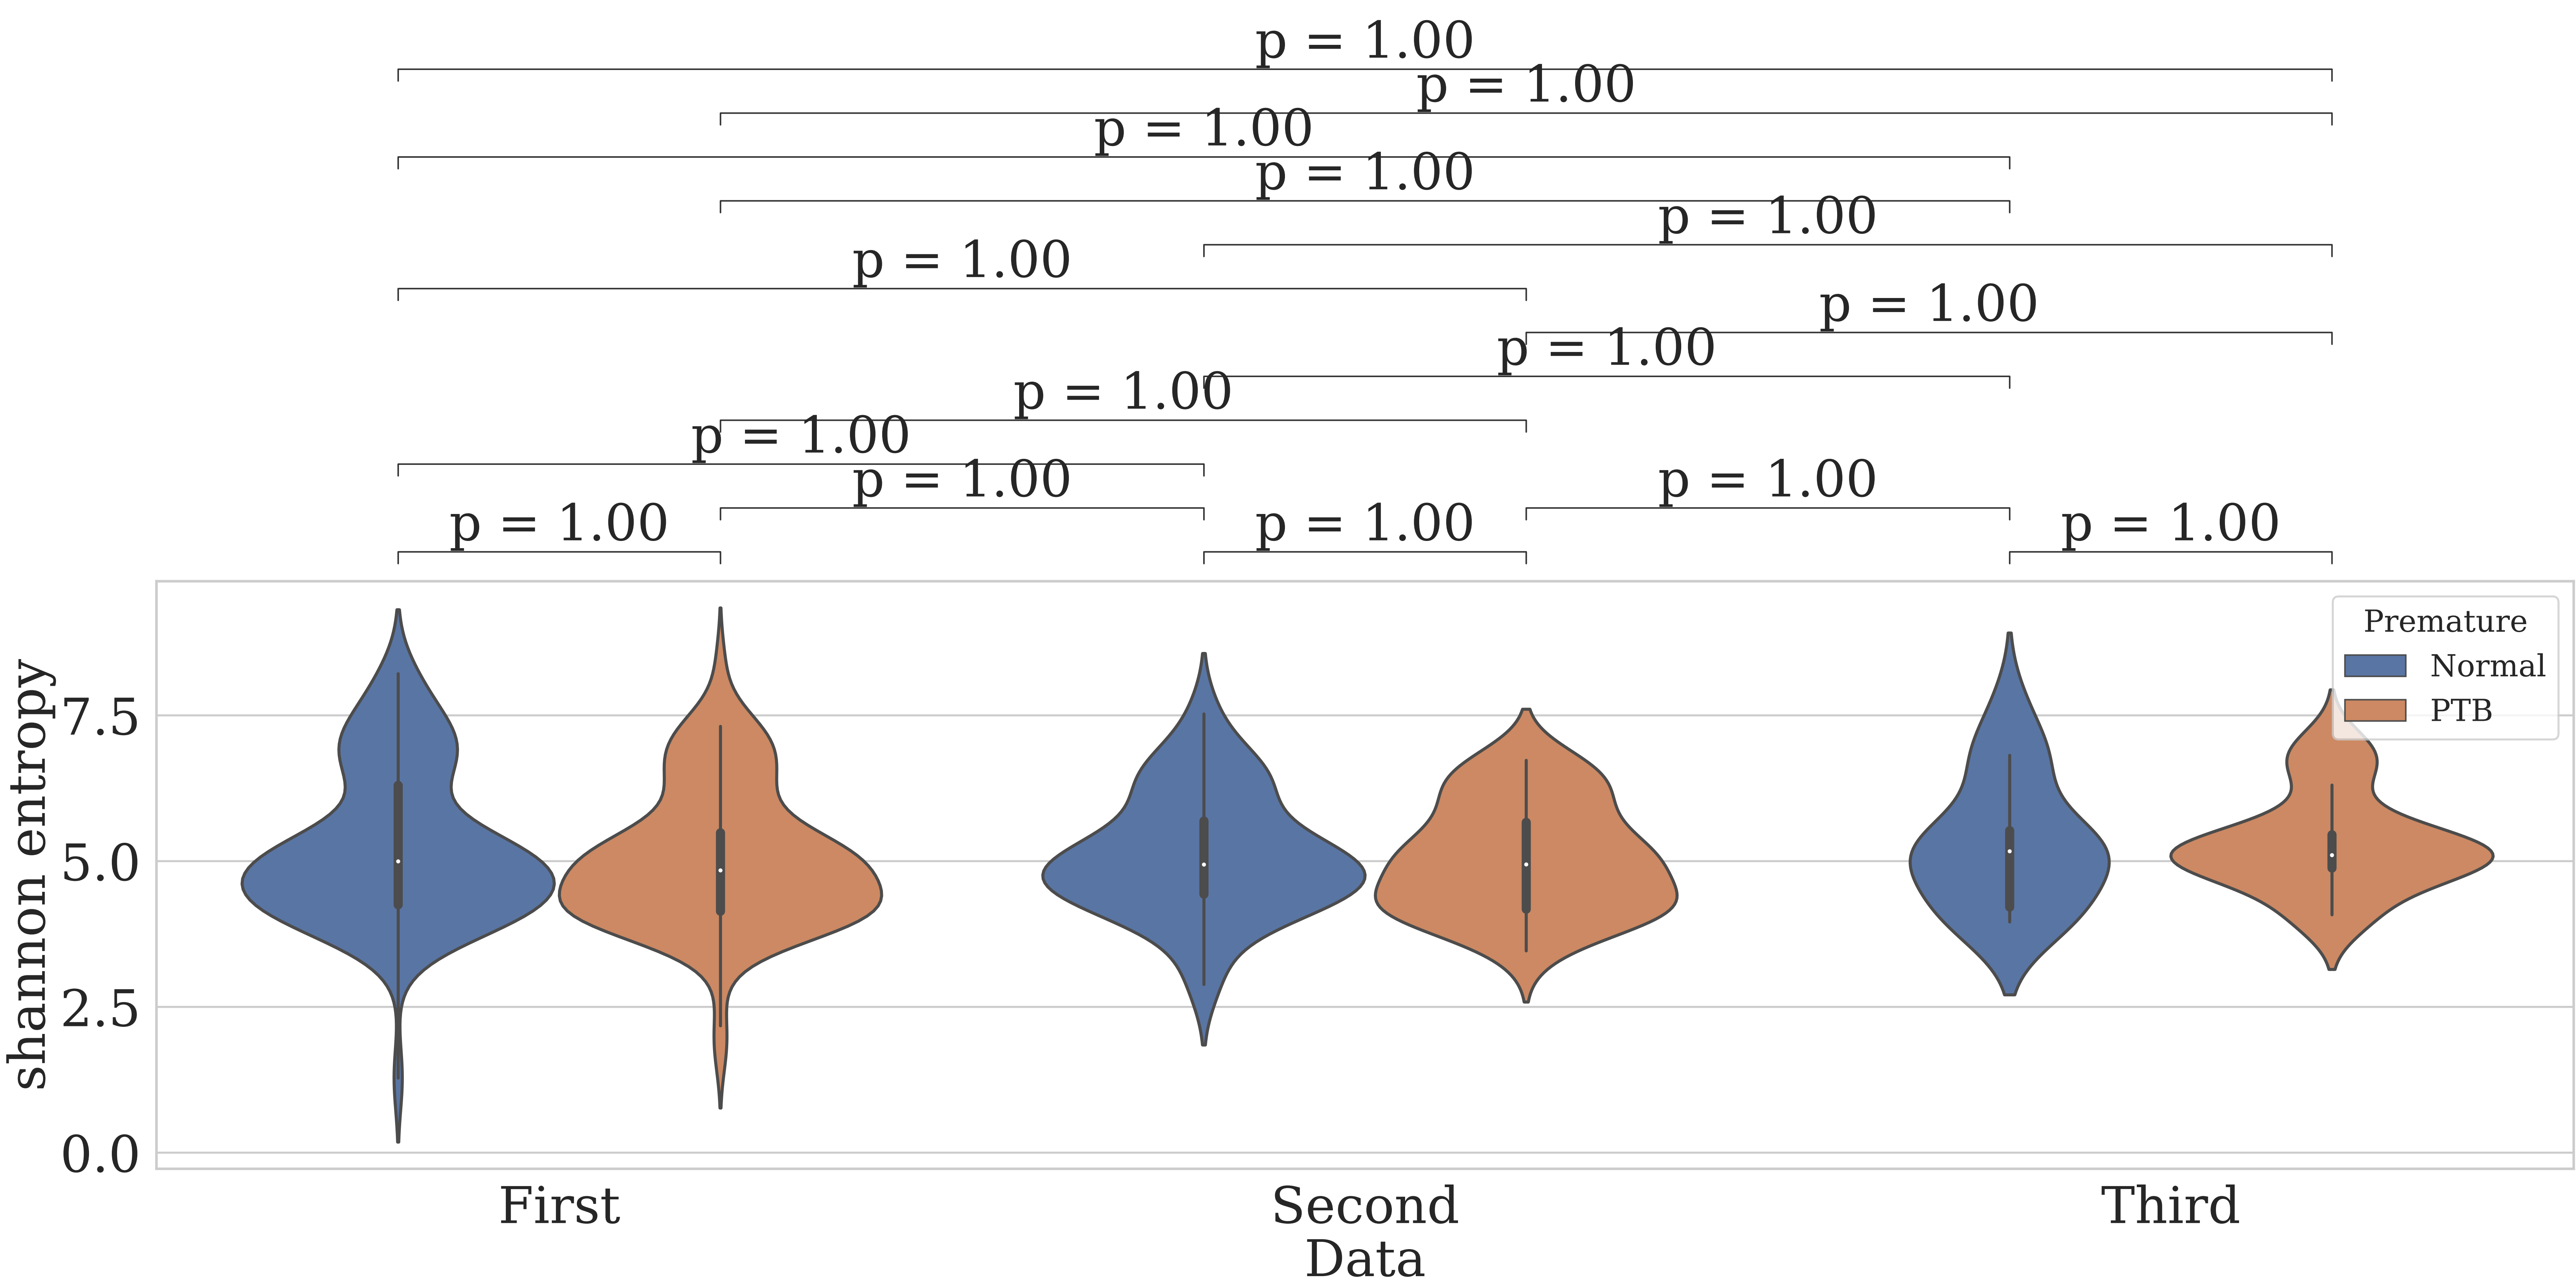 p = 1.00
p = 1.00
p = 1.00
p = 1.00
p = 1.00
p = 1.00
p = 1.00
p = 1.00
p = 1.00
p = 1.00
p = 1.00 p = 1.00
p = 1.00 p = 1.00 p = 1.00
Premature
Normal
PTB
shannon entropy
7.5
5.0
2.5
0.0
First Second Third
Data